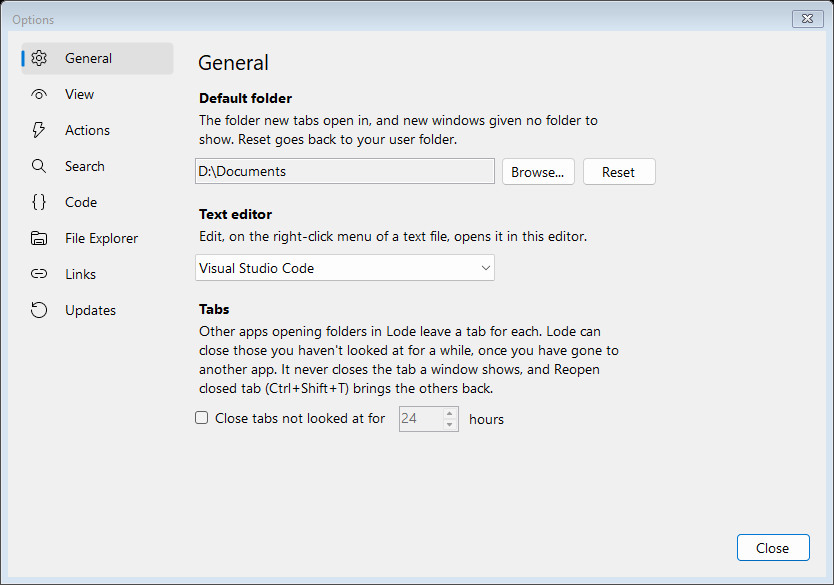 Options
General
View
Actions
Search
Code
File Explorer
Links
Updates
General
Default folder
The folder new tabs open in, and new windows given no folder to
show. Reset goes back to your user folder.
D:\Documents
Browse...
Reset
Text editor
Edit, on the right-click menu of a text file, opens it in this editor.
Visual Studio Code
Tabs
Other apps opening folders in Lode leave a tab for each. Lode can
close those you haven't looked at for a while, once you have gone to
another app. It never closes the tab a window shows, and Reopen
closed tab (Ctrl+Shift+T) brings the others back.
Close tabs not looked at for 24 hours
Close